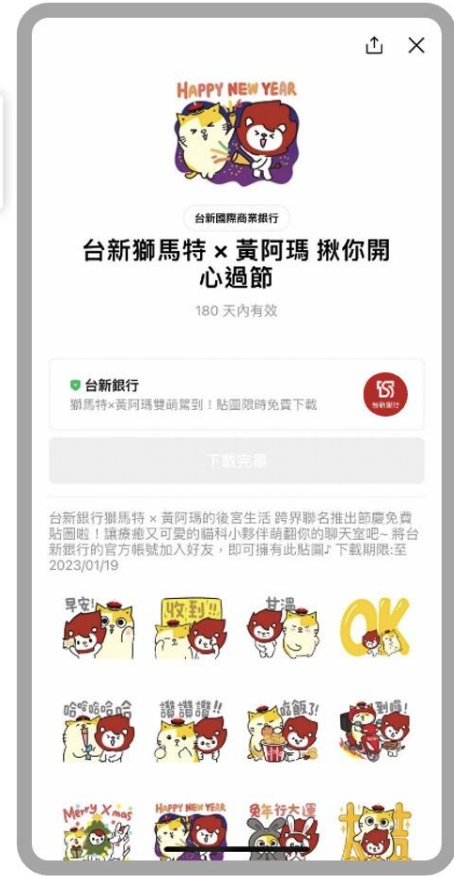 HAPPY NEW YEAR
台新國際商業銀行
台新獅馬特 × 黃阿瑪 揪你開
心過節
180 天內有效
台新銀行
獅馬特×黃阿瑪雙萌駕到！貼圖限時免費下載
台新銀行
下載完畢
台新銀行獅馬特 × 黃阿瑪的後宮生活 跨界聯名推出節慶免費
貼圖啦！讓療癒又可愛的貓科小夥伴萌翻你的聊天室吧~ 將台
新銀行的官方帳號加入好友，即可擁有此貼圖♪ 下載期限:至
2023/01/19
早安!
收到!!
甘溫
OK
哈哈哈哈哈
讚讚讚!!
吃飯了!
到囉!
Merry Xmas
HAPPY NEW YEAR
兔年行大運
大吉